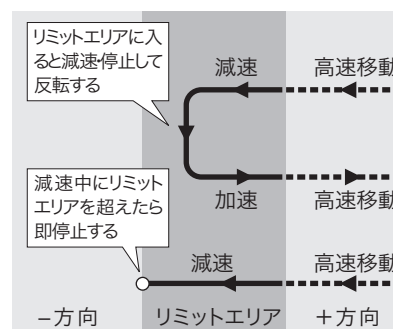 リミットエリアに入
ると減速・停止して
反転する
減速 高速移動
加速 高速移動
減速中にリミット
エリアを超えたら
即停止する
減速 高速移動
−方向 リミットエリア ＋方向